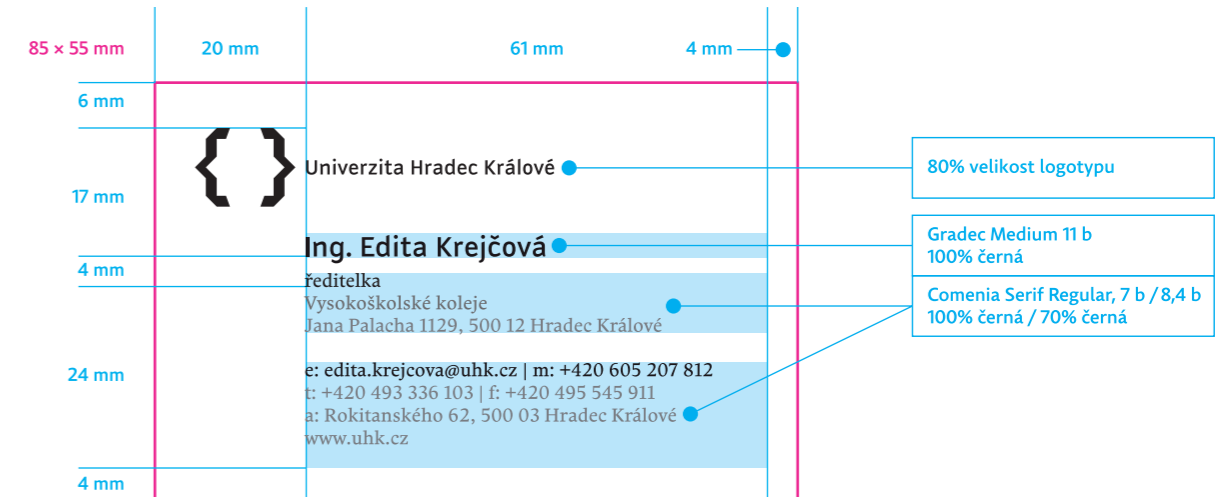 85 × 55 mm
20 mm
61 mm
4 mm
6 mm
17 mm
4 mm
24 mm
4 mm
Univerzita Hradec Králové
Ing. Edita Krejčová
ředitelka
Vysokoškolské koleje
Jana Palacha 1129, 500 12 Hradec Králové
e: edita.krejcova@uhk.cz | m: +420 605 207 812
t: +420 493 336 103 | f: +420 495 545 911
a: Rokitanského 62, 500 03 Hradec Králové
www.uhk.cz
80% velikost logotypu
Gradec Medium 11 b
100% černá
Comenia Serif Regular, 7 b / 8,4 b
100% černá / 70% černá